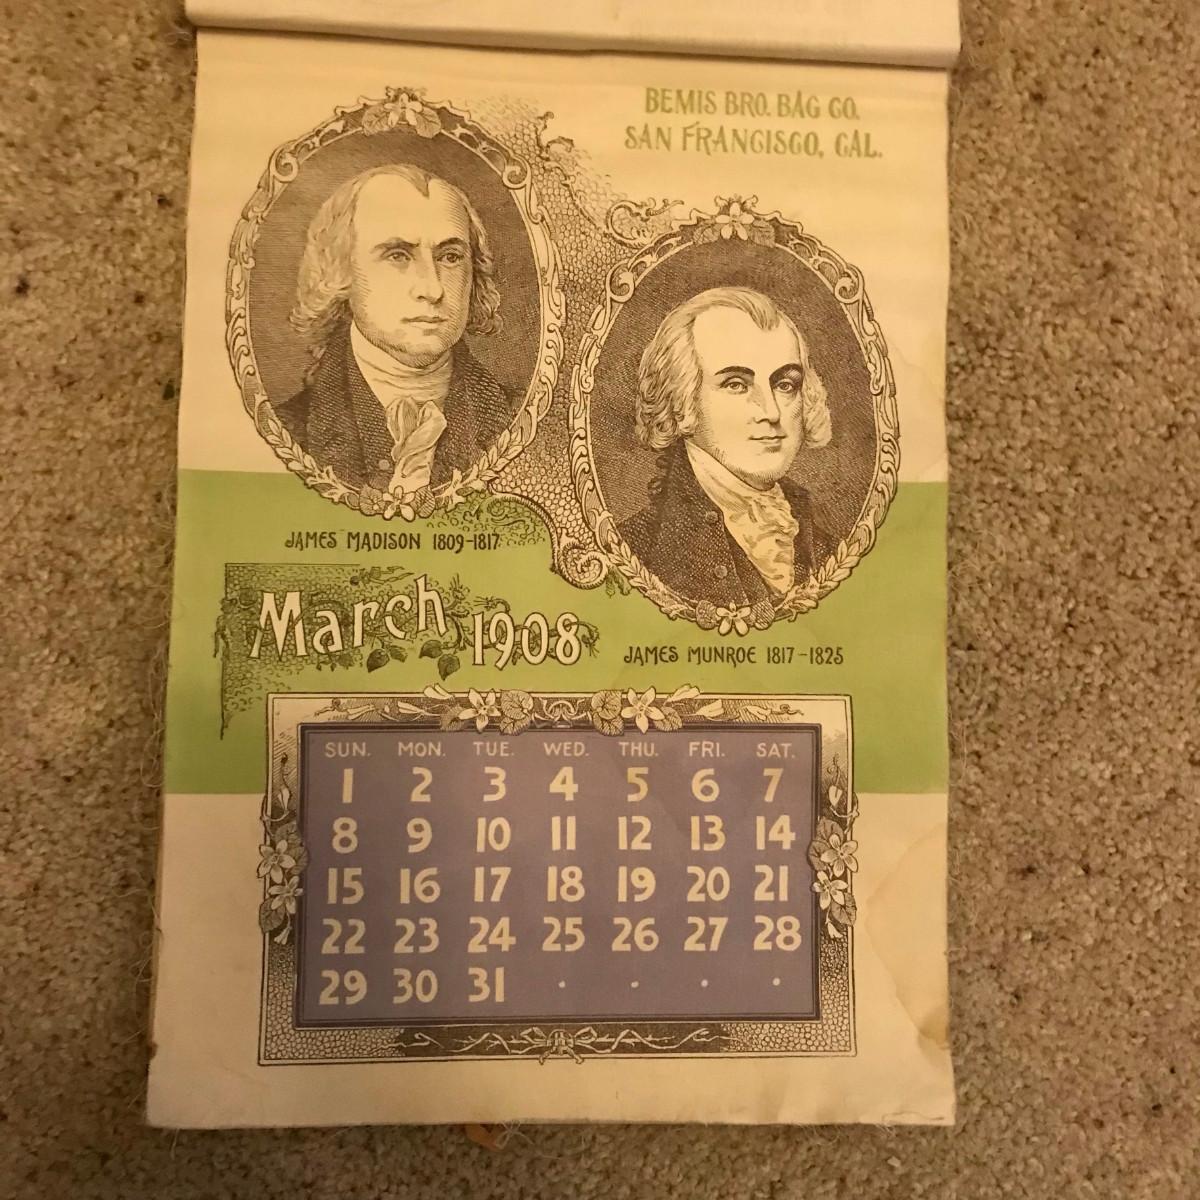 BEMIS BRO. BAG CO.
SAN FRANCISCO, CAL.
JAMES MADISON 1809-1817
March 1908
JAMES MUNROE 1817-1825
SUN. MON. TUE. WED. THU. FRI. SAT.
1 2 3 4 5 6 7
8 9 10 11 12 13 14
15 16 17 18 19 20 21
22 23 24 25 26 27 28
29 30 31 · · · ·